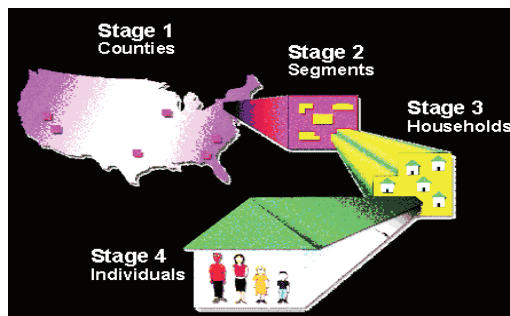 Stage 1
Counties
Stage 2
Segments
Stage 3
Households
Stage 4
Individuals